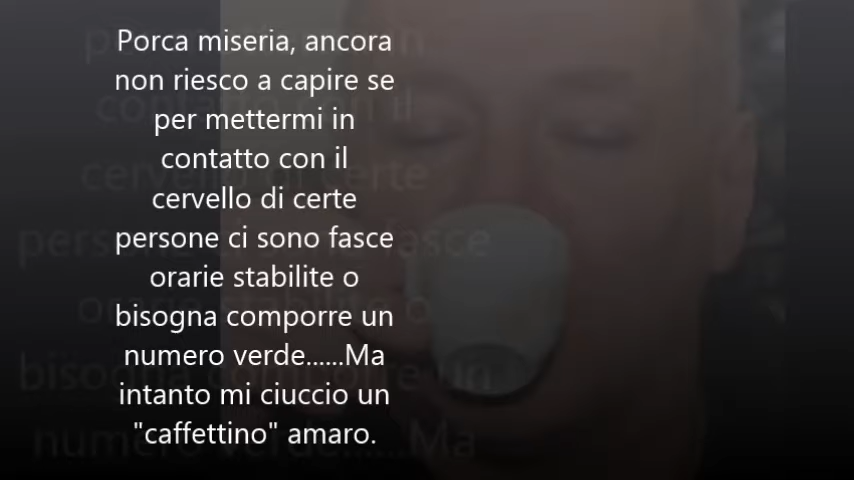 Porca miseria, ancora
non riesco a capire se
per mettermi in
contatto con il
cervello di certe
persone ci sono fasce
orarie stabilite o
bisogna comporre un
numero verde......Ma
intanto mi ciuccio un
"caffettino" amaro.